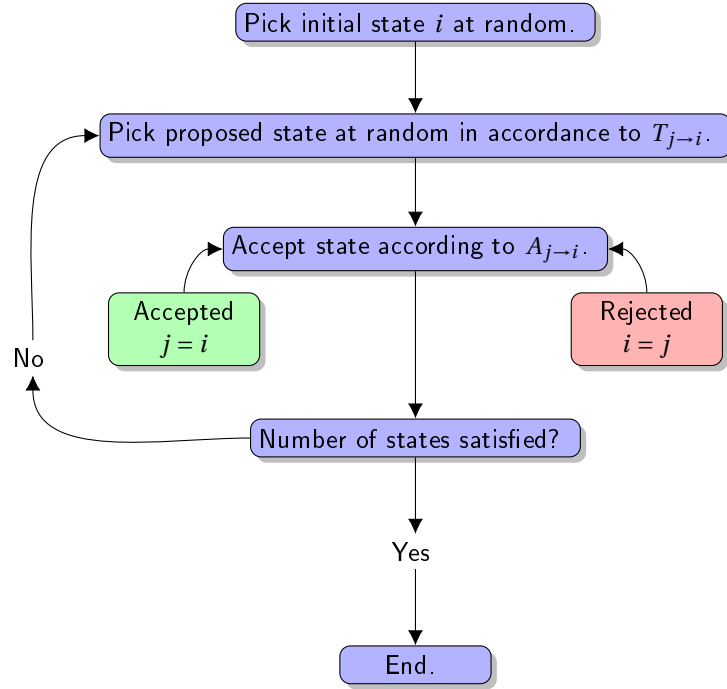 Pick initial state i at random.
Pick proposed state at random in accordance to T_{j→i}.
Accept state according to A_{j→i}.
Accepted
j = i
Rejected
i = j
No
Number of states satisfied?
Yes
End.